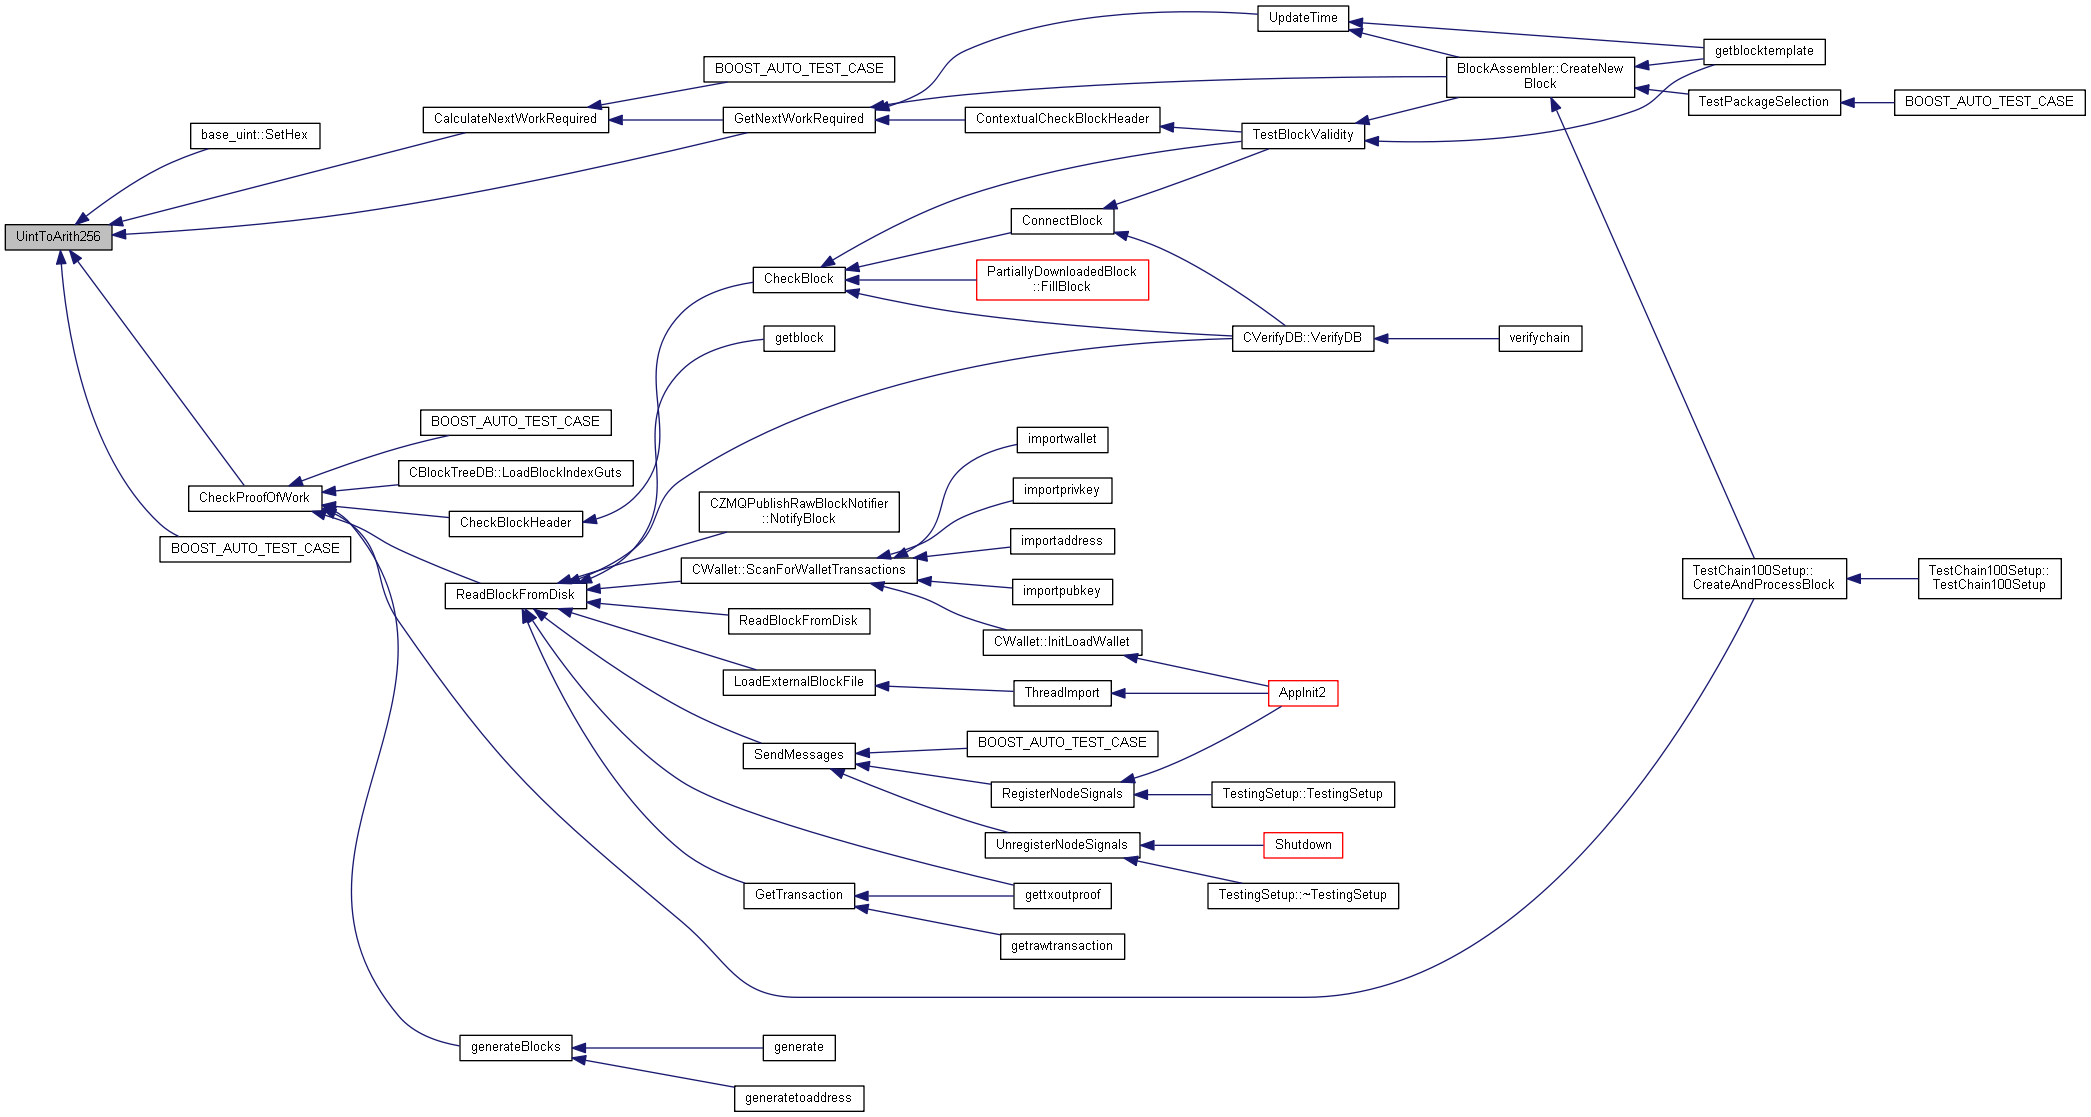 UpdateTime
getblocktemplate
BOOST_AUTO_TEST_CASE
BlockAssembler::CreateNew
Block
CalculateNextWorkRequired
GetNextWorkRequired
ContextualCheckBlockHeader
TestPackageSelection
BOOST_AUTO_TEST_CASE
base_uint::SetHex
TestBlockValidity
UintToArith256
ConnectBlock
CheckBlock
PartiallyDownloadedBlock
::FillBlock
getblock
CVerifyDB::VerifyDB
verifychain
BOOST_AUTO_TEST_CASE
importwallet
CBlockTreeDB::LoadBlockIndexGuts
CheckProofOfWork
importprivkey
CZMQPublishRawBlockNotifier
::NotifyBlock
CheckBlockHeader
BOOST_AUTO_TEST_CASE
importaddress
CWallet::ScanForWalletTransactions
TestChain100Setup::
CreateAndProcessBlock
TestChain100Setup::
TestChain100Setup
ReadBlockFromDisk
importpubkey
ReadBlockFromDisk
CWallet::InitLoadWallet
LoadExternalBlockFile
ThreadImport
AppInit2
SendMessages
BOOST_AUTO_TEST_CASE
RegisterNodeSignals
TestingSetup::TestingSetup
UnregisterNodeSignals
Shutdown
GetTransaction
gettxoutproof
TestingSetup::~TestingSetup
getrawtransaction
generateBlocks
generate
generatetoaddress